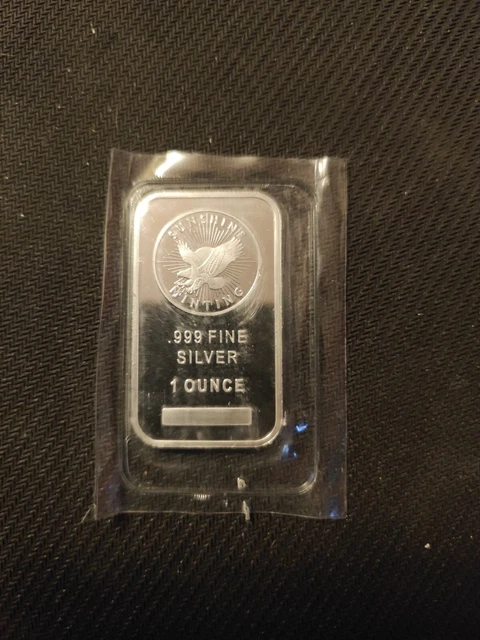 SUNSHINE
MINTING
.999 FINE
SILVER
1 OUNCE